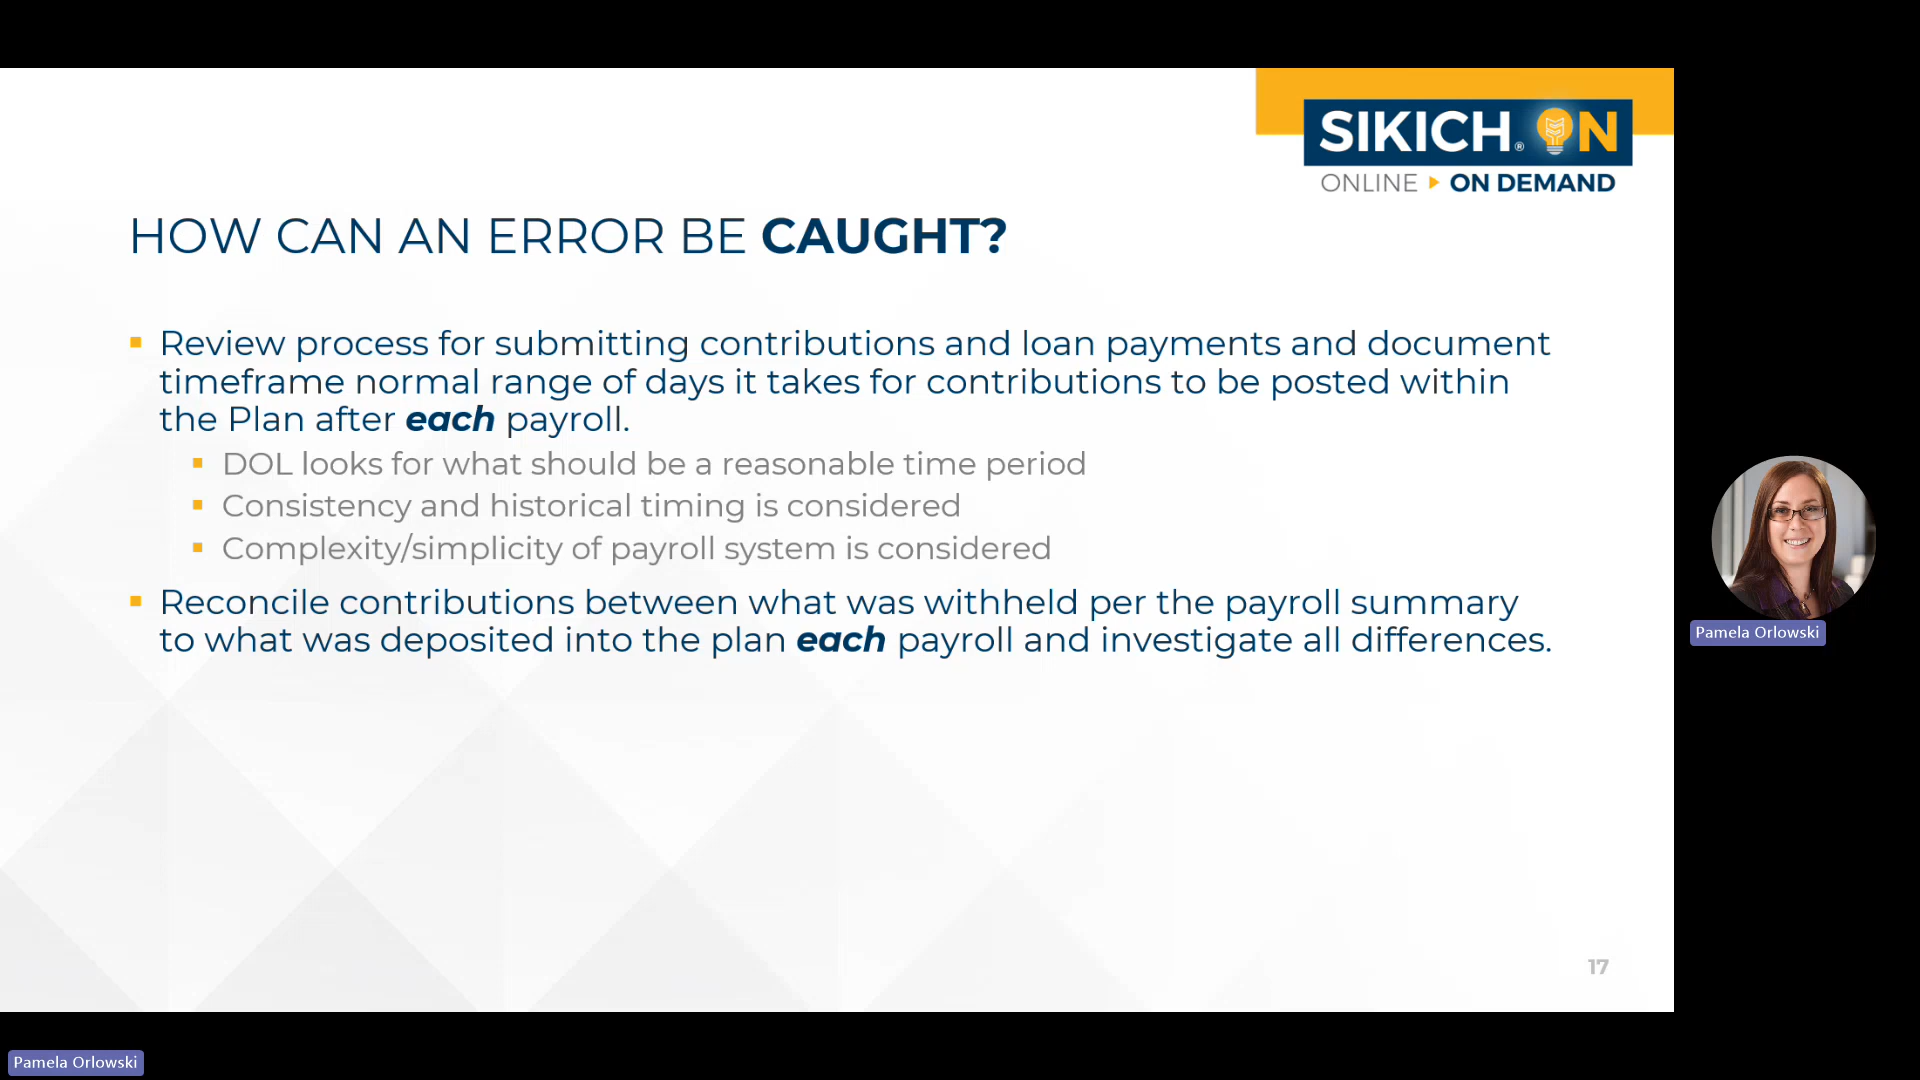 SIKICH® ON
ONLINE ▸ ON DEMAND
HOW CAN AN ERROR BE CAUGHT?
▪ Review process for submitting contributions and loan payments and document
timeframe normal range of days it takes for contributions to be posted within
the Plan after each payroll.
▪ DOL looks for what should be a reasonable time period
▪ Consistency and historical timing is considered
▪ Complexity/simplicity of payroll system is considered
▪ Reconcile contributions between what was withheld per the payroll summary
to what was deposited into the plan each payroll and investigate all differences.
17
Pamela Orlowski
Pamela Orlowski